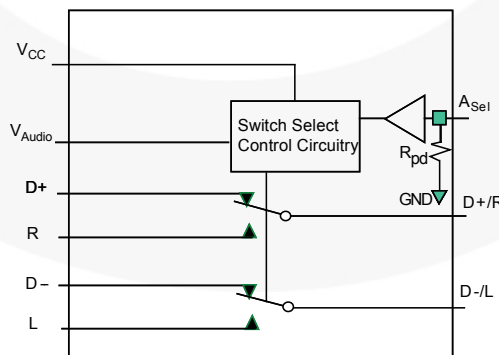 V_CC
A_Sel
Switch Select
Control Circuitry
V_Audio
R_pd
D+
GND
D+/R
R
D−
D-/L
L